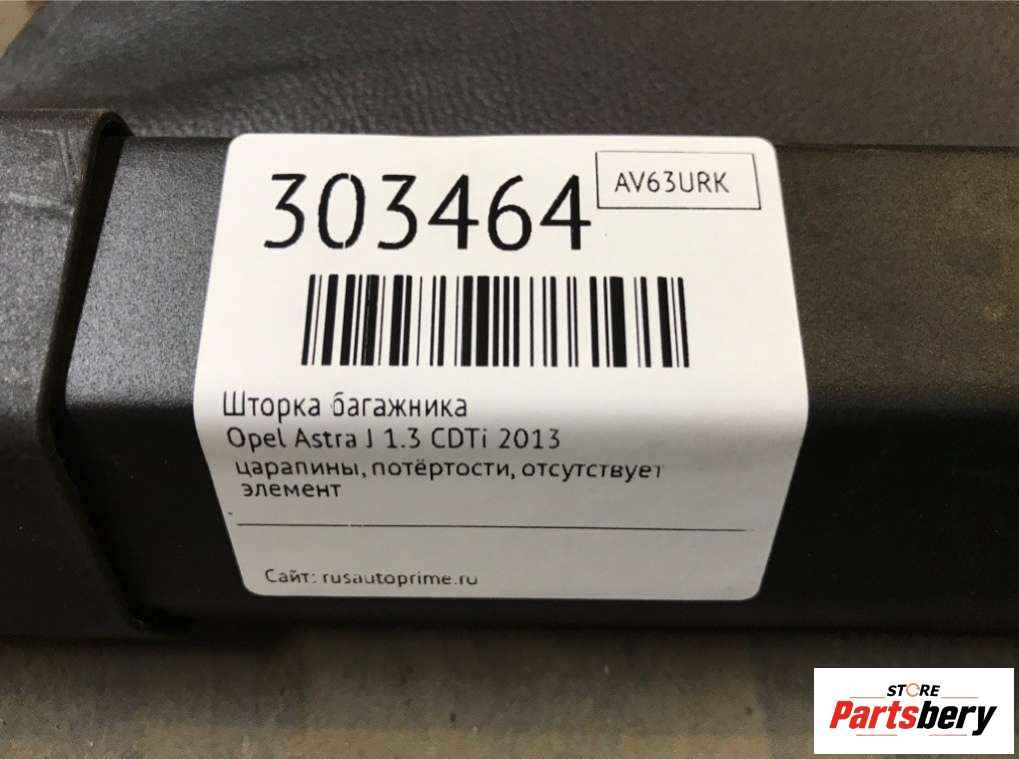 303464
AV63URK
Шторка багажника
Opel Astra J 1.3 CDTi 2013
царапины, потёртости, отсутствует
элемент
Сайт: rusautoprime.ru
STORE
Partsbery